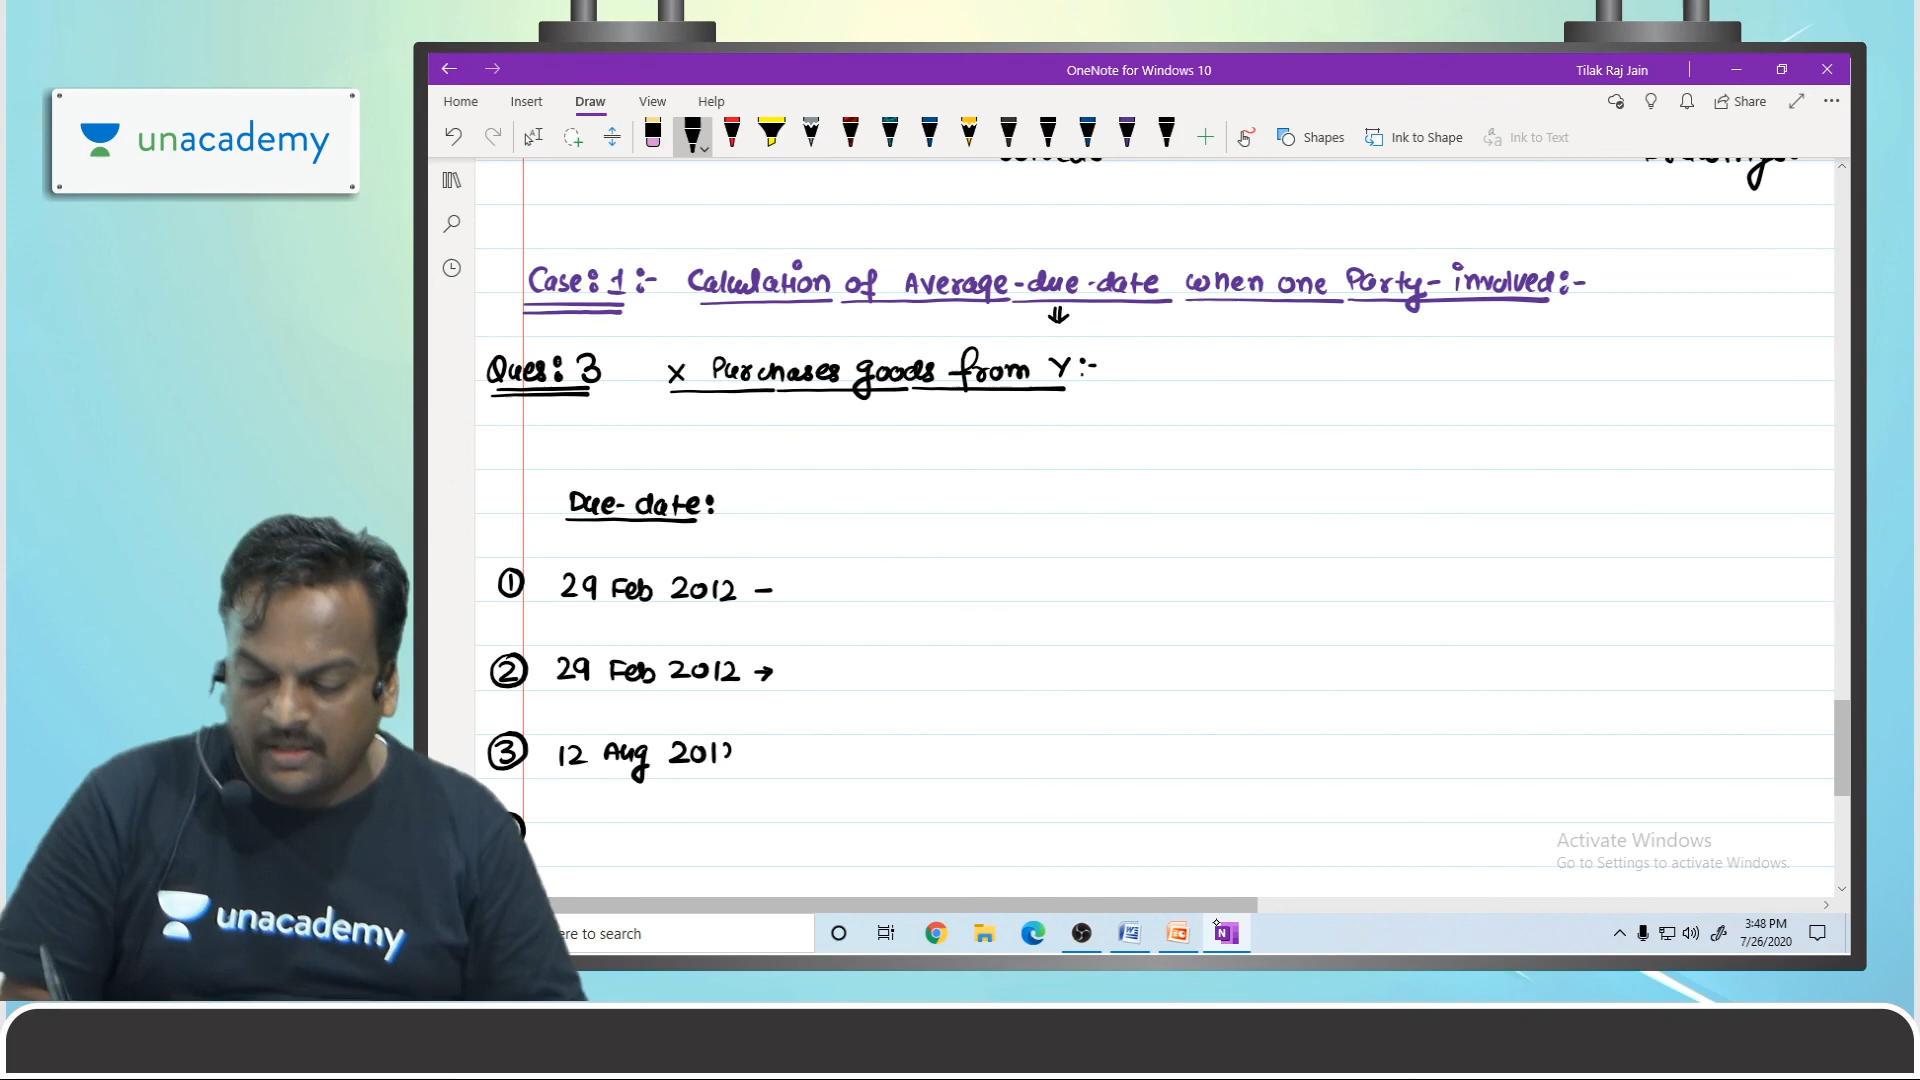 unacademy
OneNote for Windows 10
Tilak Raj Jain
Home Insert Draw View Help
Share
Shapes
Ink to Shape
Ink to Text
Case: 1:- Calculation of Average-due-date when one Party-involved:-
Ques: 3 X Purchases goods from Y:-
Due-date:
① 29 Feb 2012 -
② 29 Feb 2012 →
③ 12 Aug 201
Activate Windows
Go to Settings to activate Windows.
unacademy
ere to search
3:48 PM
7/26/2020